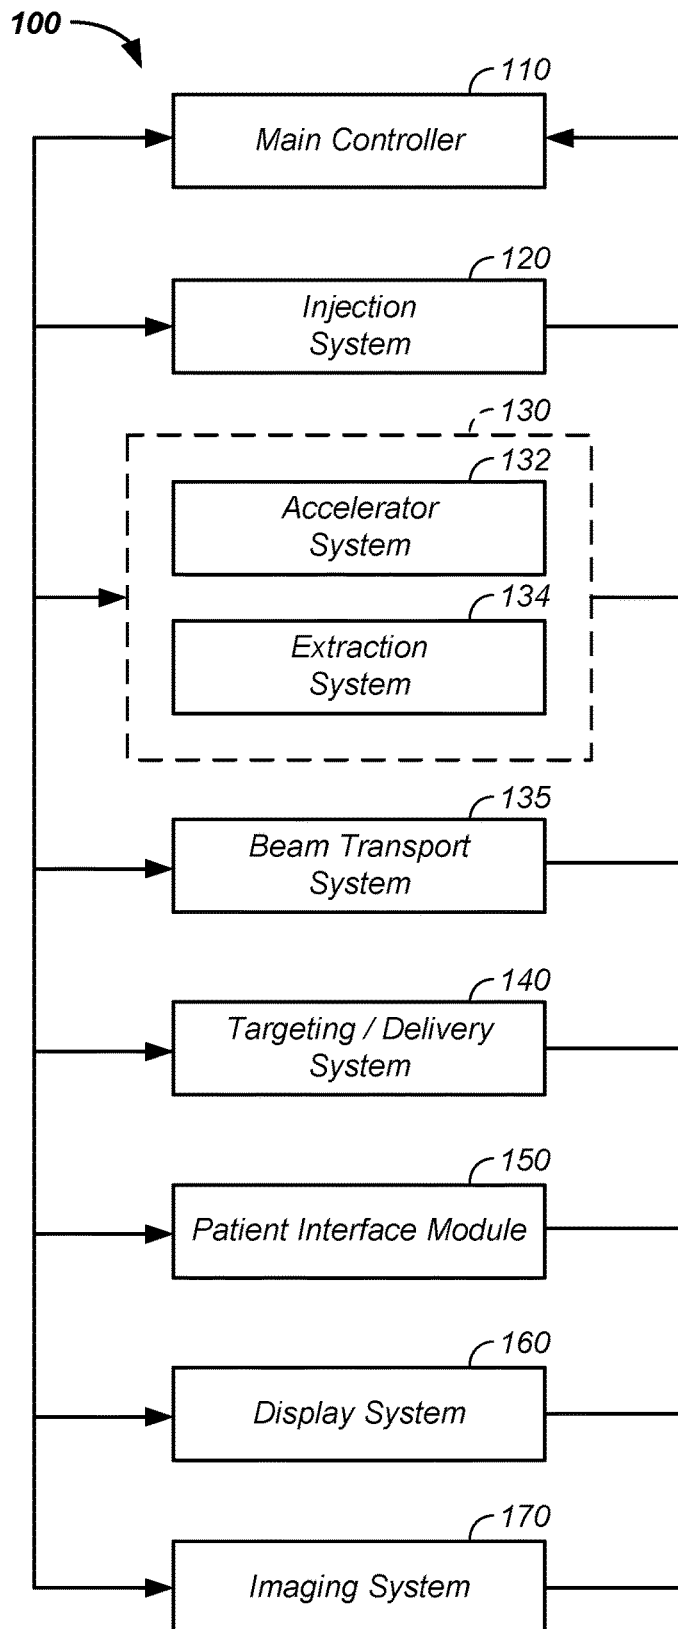 100
110
Main Controller
120
Injection
System
130
132
Accelerator
System
134
Extraction
System
135
Beam Transport
System
140
Targeting / Delivery
System
150
Patient Interface Module
160
Display System
170
Imaging System